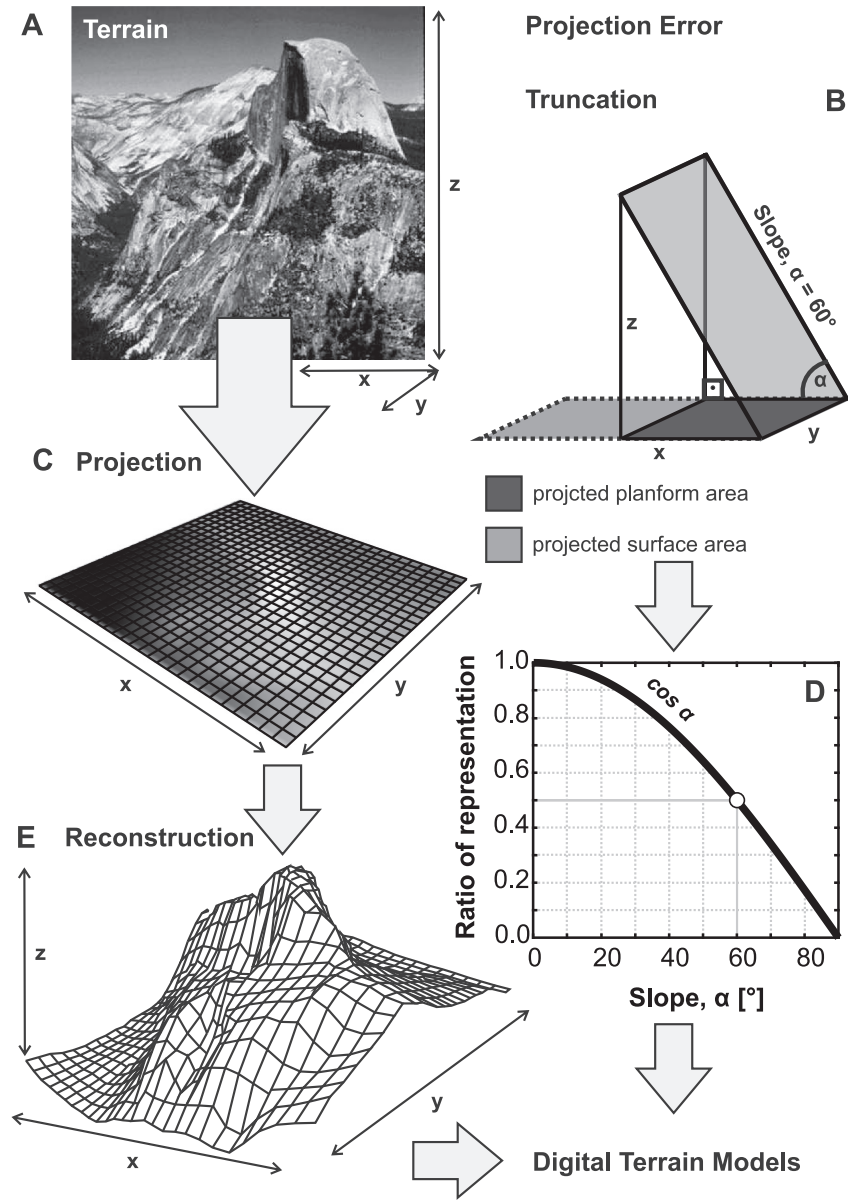 A
Terrain
z
x
y
Projection Error
Truncation
B
Slope, α = 60°
z
α
x
y
projcted planform area
projected surface area
C Projection
x
y
D
cos α
Ratio of representation
1.0
0.8
0.6
0.4
0.2
0.0
0 20 40 60 80
Slope, α [°]
E Reconstruction
z
x
y
Digital Terrain Models